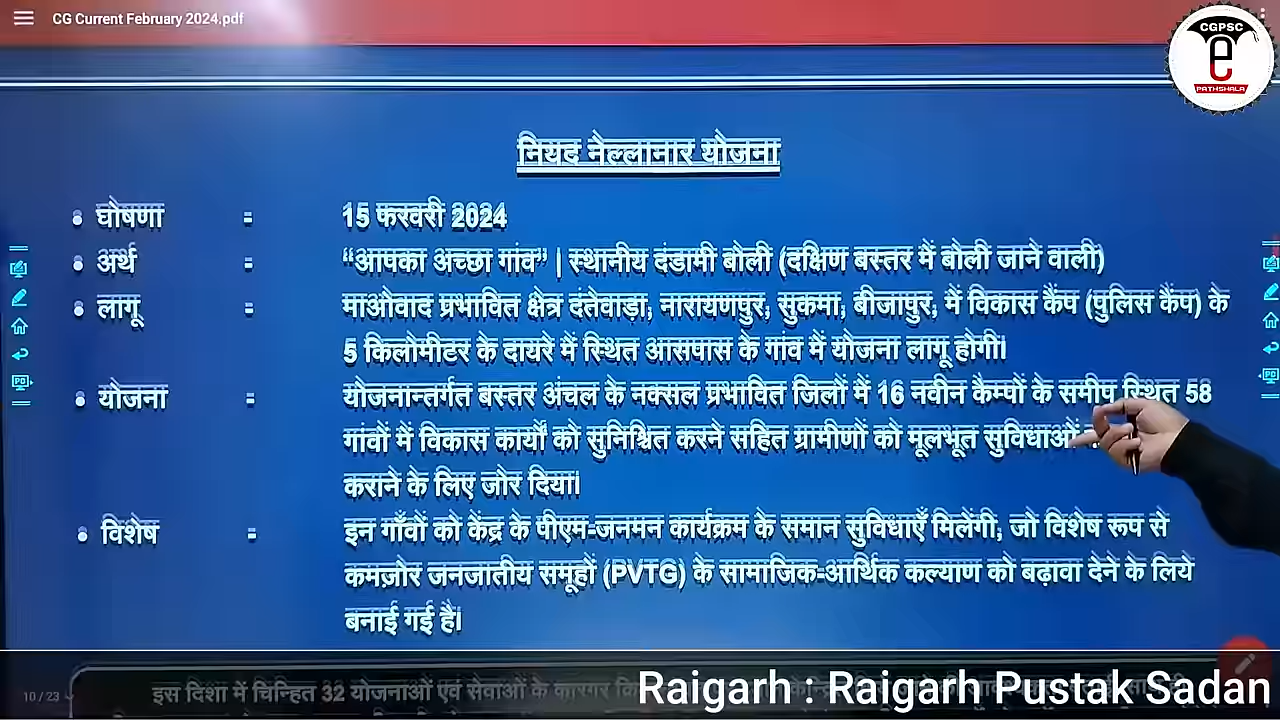 CG Current February 2024.pdf
CGPSC
e
PATHSHALA
नियद नेल्लानार योजना
• घोषणा : 15 फरवरी 2024
• अर्थ : “आपका अच्छा गांव” | स्थानीय दंडामी बोली (दक्षिण बस्तर में बोली जाने वाली)
• लागू : माओवाद प्रभावित क्षेत्र दंतेवाड़ा, नारायणपुर, सुकमा, बीजापुर, में विकास कैंप (पुलिस कैंप) के
5 किलोमीटर के दायरे में स्थित आसपास के गांव में योजना लागू होगी।
• योजना : योजनान्तर्गत बस्तर अंचल के नक्सल प्रभावित जिलों में 16 नवीन कैम्पों के समीप स्थित 58
गांवों में विकास कार्यों को सुनिश्चित करने सहित ग्रामीणों को मूलभूत सुविधाओं
कराने के लिए जोर दिया।
• विशेष : इन गाँवों को केंद्र के पीएम-जनमन कार्यक्रम के समान सुविधाएँ मिलेंगी, जो विशेष रूप से
कमज़ोर जनजातीय समूहों (PVTG) के सामाजिक-आर्थिक कल्याण को बढ़ावा देने के लिये
बनाई गई है।
10 / 23
इस दिशा में चिन्हित 32 योजनाओं एवं सेवाओं के कारगर
Raigarh : Raigarh Pustak Sadan